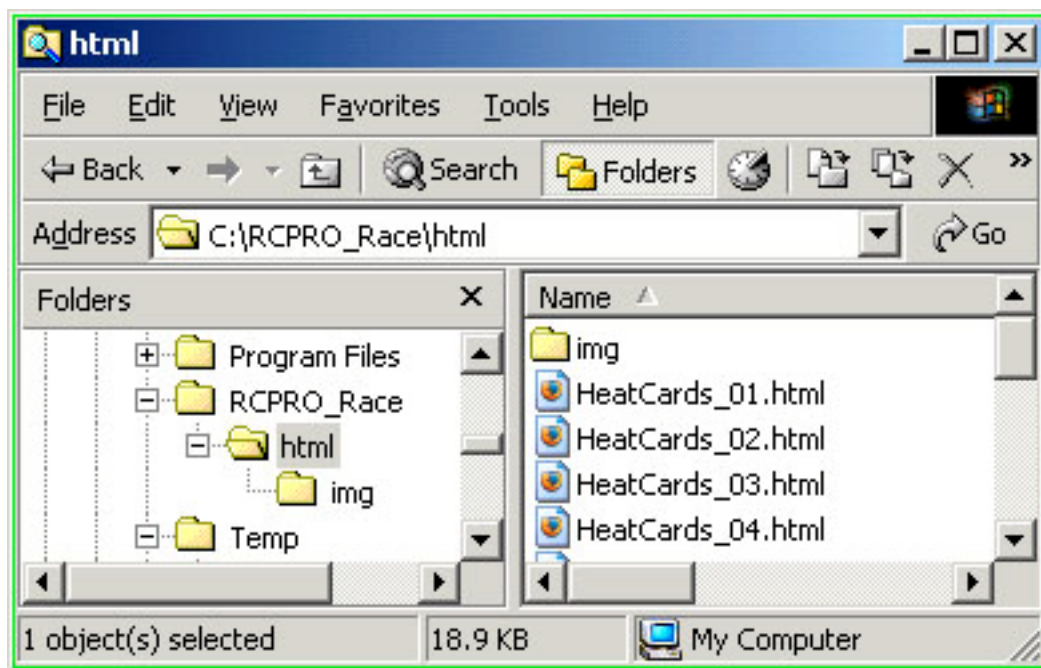 html
File Edit View Favorites Tools Help
Back Search Folders »
Address C:\RCPRO_Race\html Go
Folders
Program Files
RCPRO_Race
html
img
Temp
Name
img
HeatCards_01.html
HeatCards_02.html
HeatCards_03.html
HeatCards_04.html
1 object(s) selected 18.9 KB My Computer